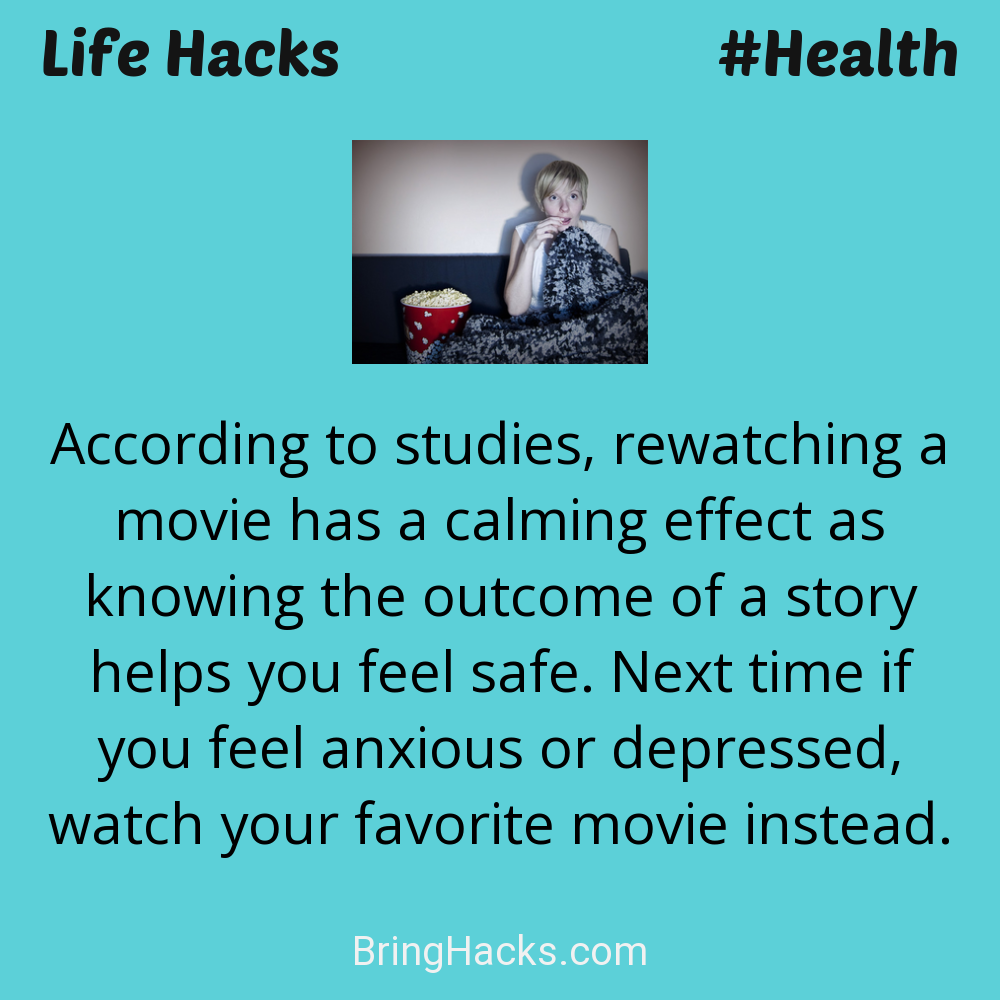 Life Hacks
#Health
According to studies, rewatching a
movie has a calming effect as
knowing the outcome of a story
helps you feel safe. Next time if
you feel anxious or depressed,
watch your favorite movie instead.
BringHacks.com